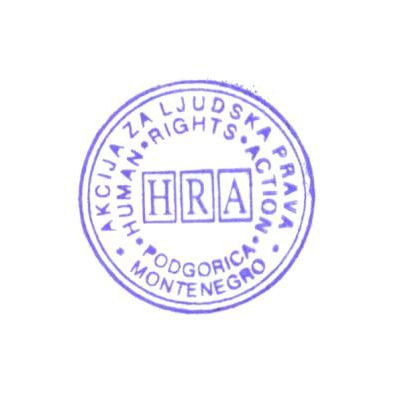 AKCIJA ZA LJUDSKA PRAVA
HUMAN•RIGHTS•ACTION
HRA
•PODGORICA•
• MONTENEGRO •